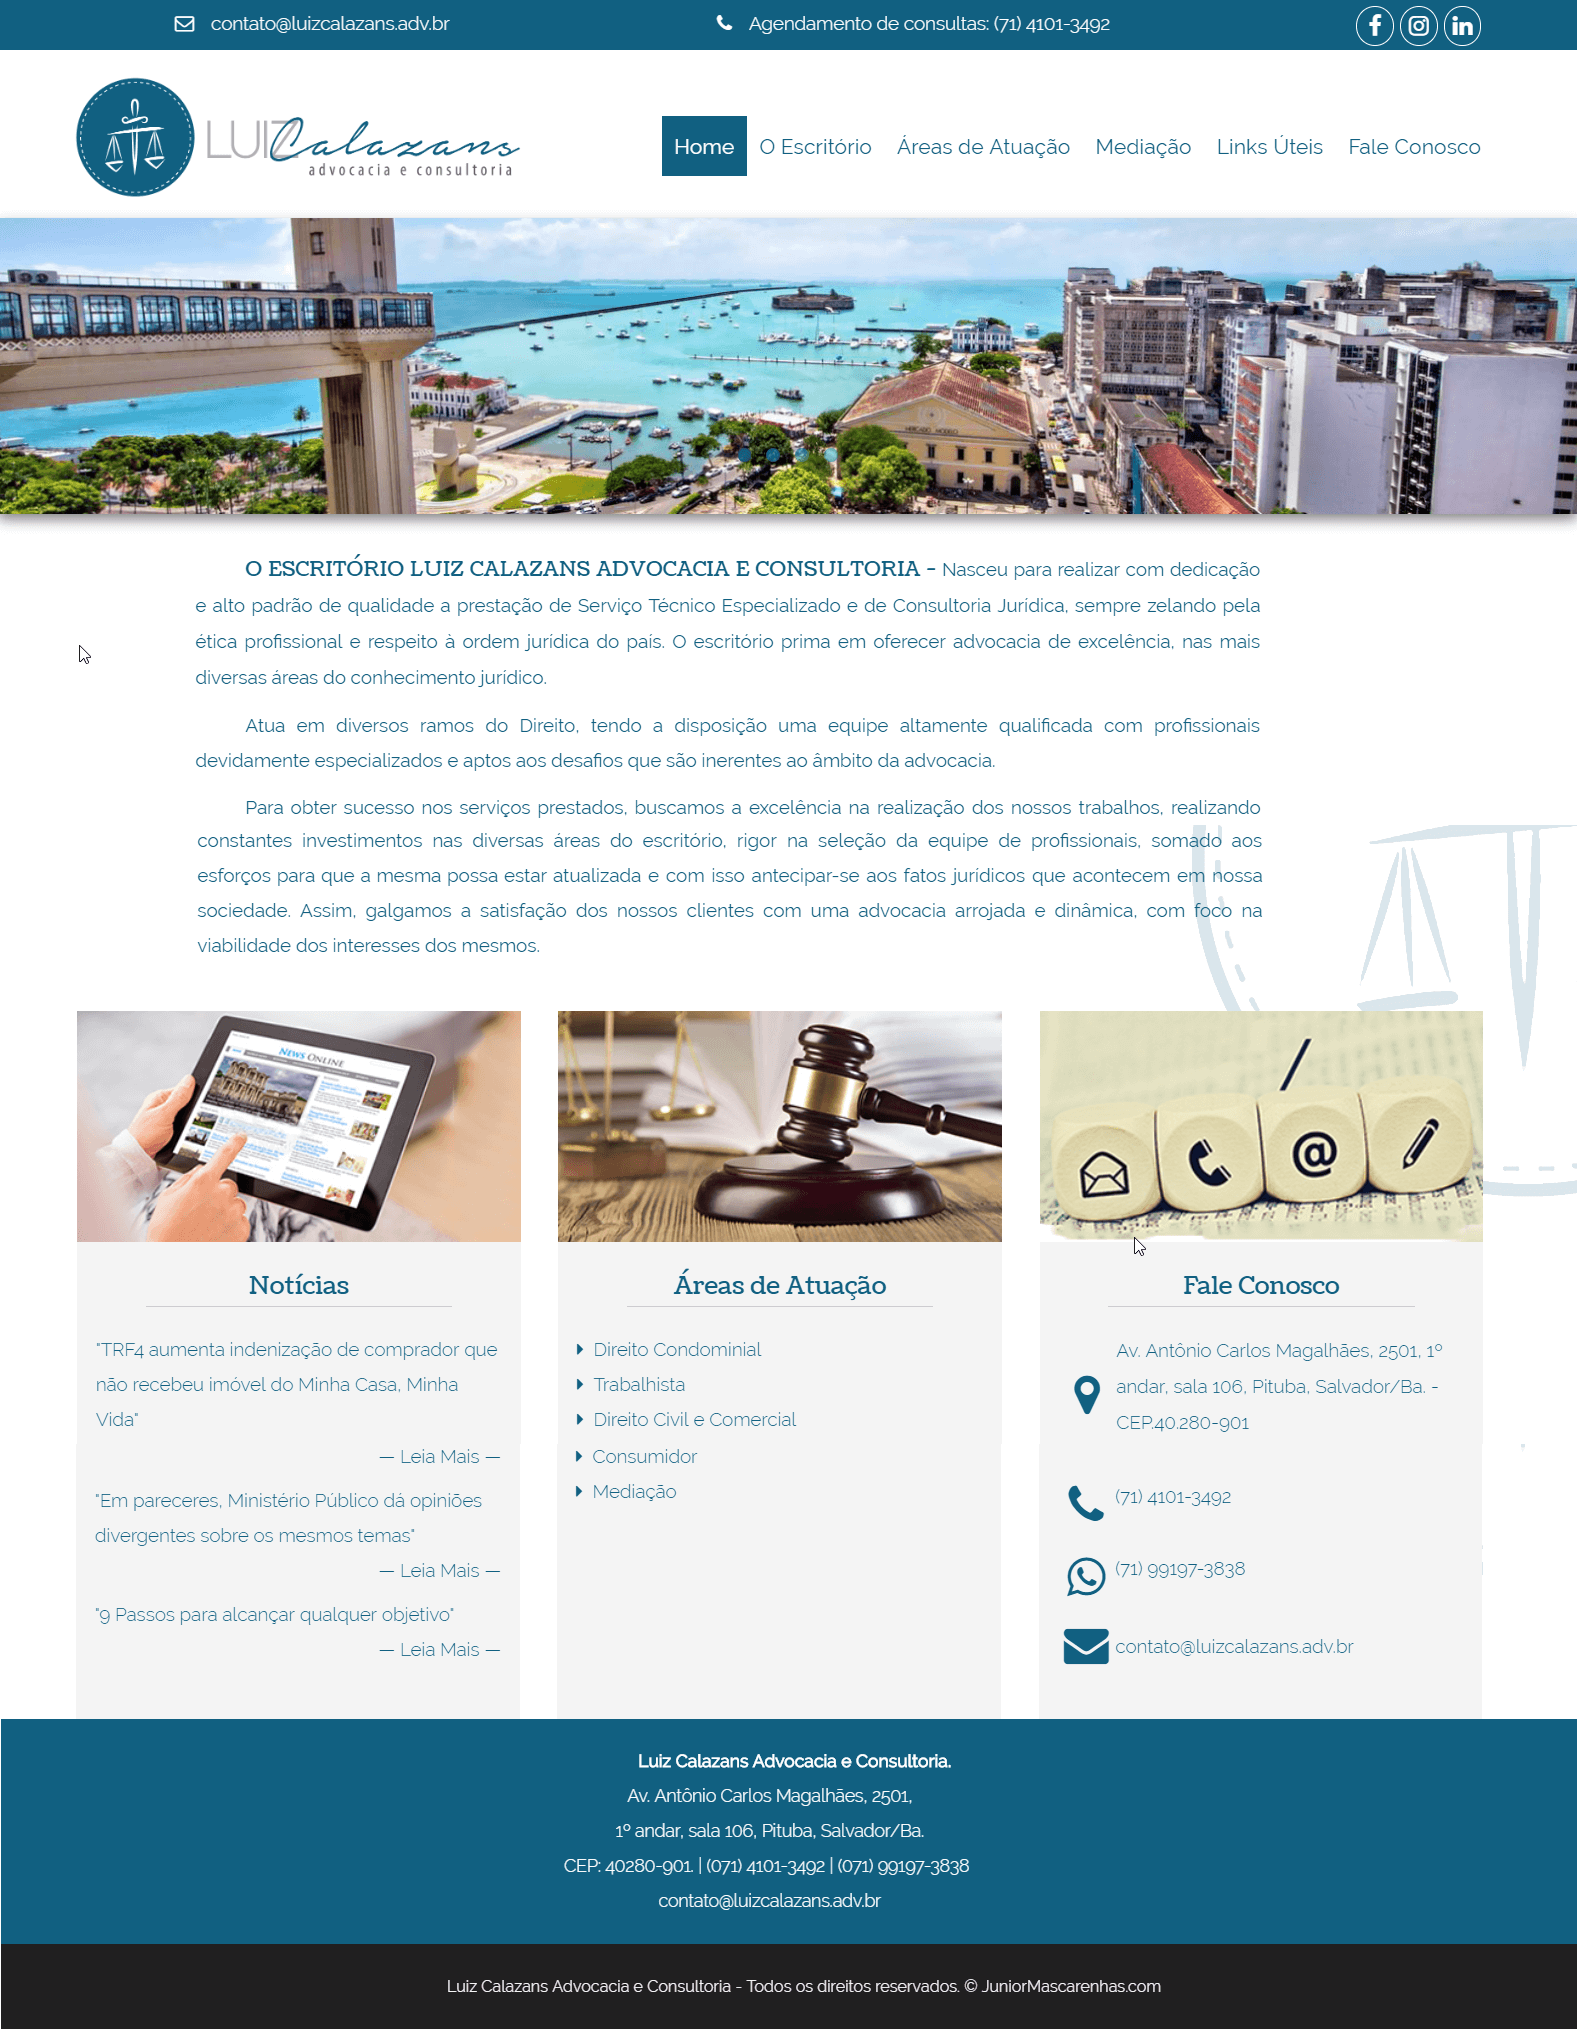 contato@luizcalazans.adv.br
Agendamento de consultas: (71) 4101-3492
LUIZ Calazans
advocacia e consultoria
Home
O Escritório
Áreas de Atuação
Mediação
Links Úteis
Fale Conosco
MERCADO MODELO
O ESCRITÓRIO LUIZ CALAZANS ADVOCACIA E CONSULTORIA - Nasceu para realizar com dedicação
e alto padrão de qualidade a prestação de Serviço Técnico Especializado e de Consultoria Jurídica, sempre zelando pela
ética profissional e respeito à ordem jurídica do país. O escritório prima em oferecer advocacia de excelência, nas mais
diversas áreas do conhecimento jurídico.
Atua em diversos ramos do Direito, tendo a disposição uma equipe altamente qualificada com profissionais
devidamente especializados e aptos aos desafios que são inerentes ao âmbito da advocacia.
Para obter sucesso nos serviços prestados, buscamos a excelência na realização dos nossos trabalhos, realizando
constantes investimentos nas diversas áreas do escritório, rigor na seleção da equipe de profissionais, somado aos
esforços para que a mesma possa estar atualizada e com isso antecipar-se aos fatos jurídicos que acontecem em nossa
sociedade. Assim, galgamos a satisfação dos nossos clientes com uma advocacia arrojada e dinâmica, com foco na
viabilidade dos interesses dos mesmos.
NEWS ONLINE
Notícias
"TRF4 aumenta indenização de comprador que
não recebeu imóvel do Minha Casa, Minha
Vida"
— Leia Mais —
"Em pareceres, Ministério Público dá opiniões
divergentes sobre os mesmos temas"
— Leia Mais —
"9 Passos para alcançar qualquer objetivo"
— Leia Mais —
Áreas de Atuação
Direito Condominial
Trabalhista
Direito Civil e Comercial
Consumidor
Mediação
@
Fale Conosco
Av. Antônio Carlos Magalhães, 2501, 1º
andar, sala 106, Pituba, Salvador/Ba. -
CEP.40.280-901
(71) 4101-3492
(71) 99197-3838
contato@luizcalazans.adv.br
Luiz Calazans Advocacia e Consultoria.
Av. Antônio Carlos Magalhães, 2501,
1º andar, sala 106, Pituba, Salvador/Ba.
CEP: 40280-901. | (071) 4101-3492 | (071) 99197-3838
contato@luizcalazans.adv.br
Luiz Calazans Advocacia e Consultoria - Todos os direitos reservados. © JuniorMascarenhas.com